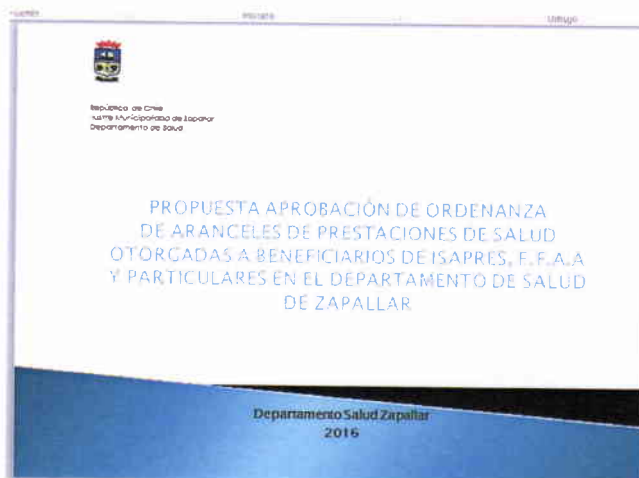 República de Chile
Ilustre Municipalidad de Zapallar
Departamento de Salud
PROPUESTA APROBACIÓN DE ORDENANZA
DE ARANCELES DE PRESTACIONES DE SALUD
OTORGADAS A BENEFICIARIOS DE ISAPRES, F.F.A.A
Y PARTICULARES EN EL DEPARTAMENTO DE SALUD
DE ZAPALLAR
Departamento Salud Zapallar
2016